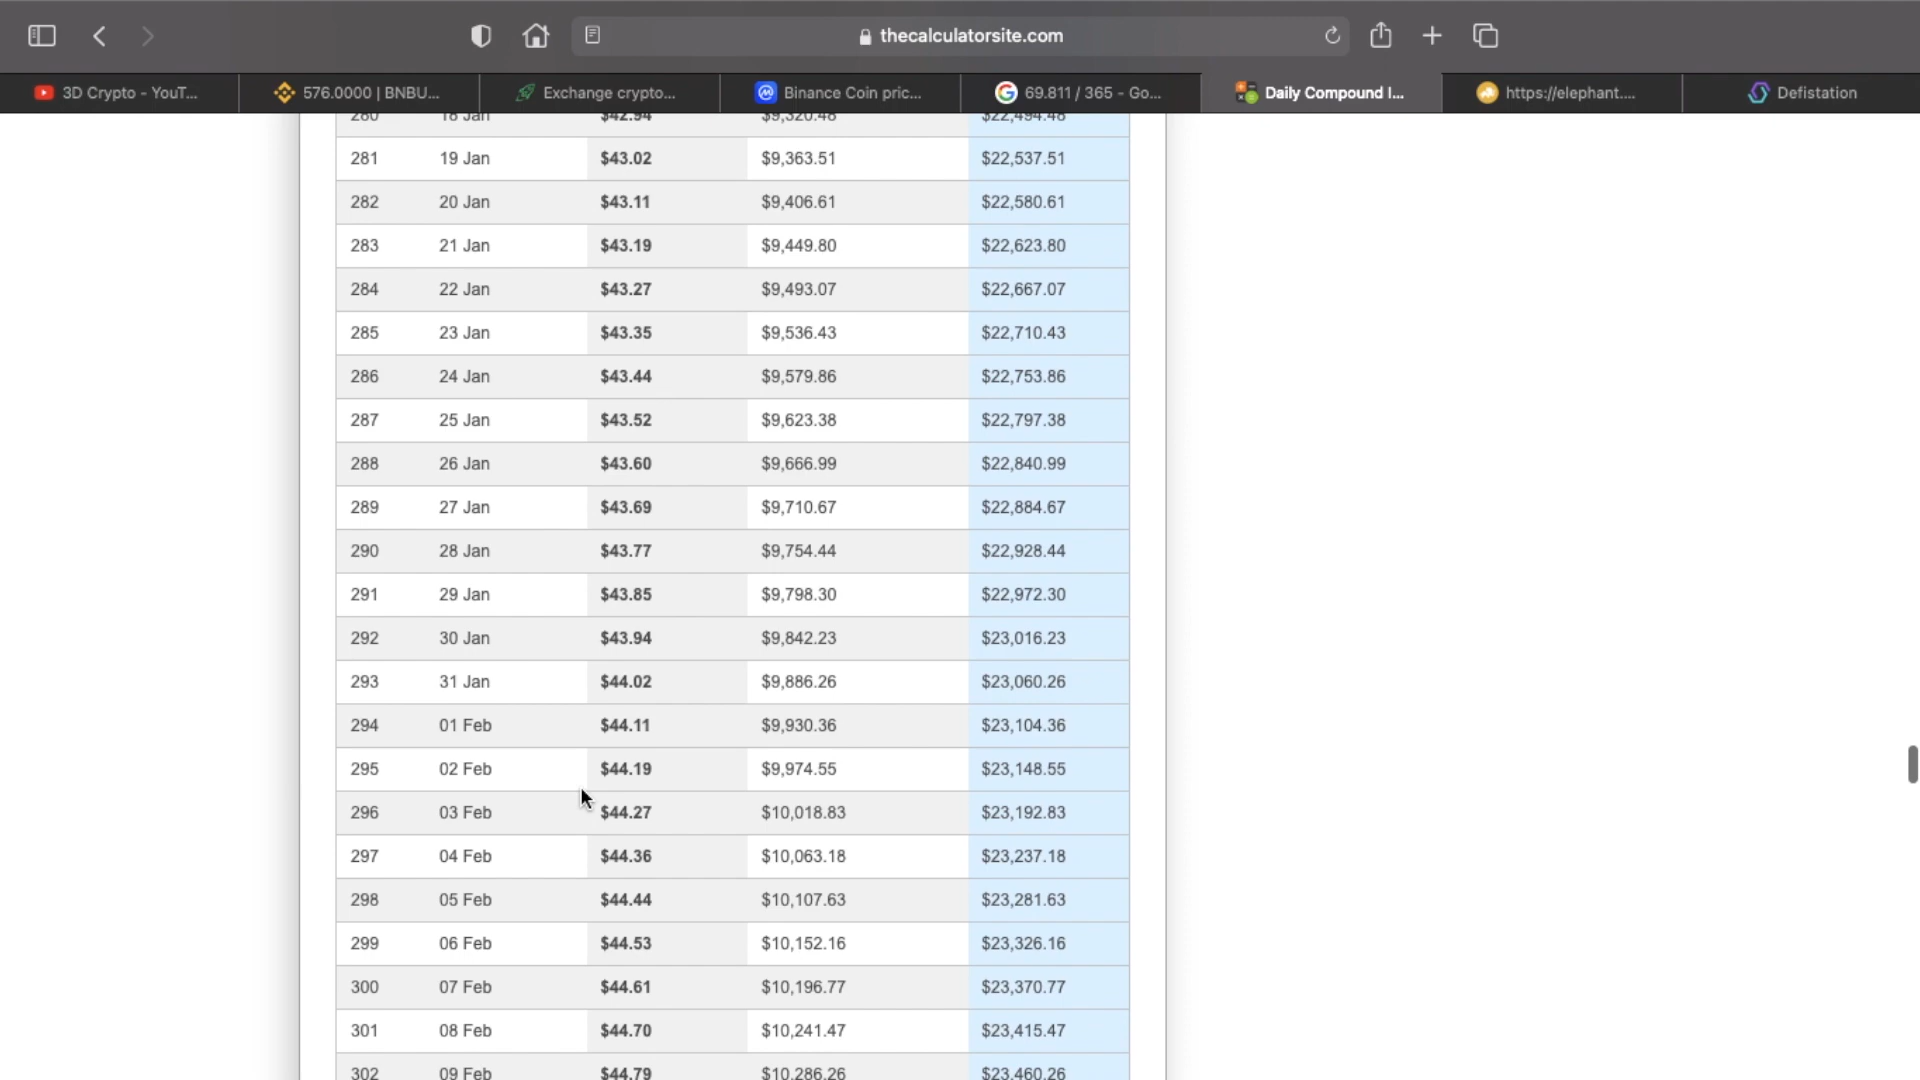 thecalculatorsite.com
3D Crypto - YouT...
576.0000 | BNBU...
Exchange crypto...
Binance Coin pric...
69.811 / 365 - Go...
Daily Compound I...
https://elephant....
Defistation
280 18 Jan $42.94 $9,320.48 $22,494.48
281 19 Jan $43.02 $9,363.51 $22,537.51
282 20 Jan $43.11 $9,406.61 $22,580.61
283 21 Jan $43.19 $9,449.80 $22,623.80
284 22 Jan $43.27 $9,493.07 $22,667.07
285 23 Jan $43.35 $9,536.43 $22,710.43
286 24 Jan $43.44 $9,579.86 $22,753.86
287 25 Jan $43.52 $9,623.38 $22,797.38
288 26 Jan $43.60 $9,666.99 $22,840.99
289 27 Jan $43.69 $9,710.67 $22,884.67
290 28 Jan $43.77 $9,754.44 $22,928.44
291 29 Jan $43.85 $9,798.30 $22,972.30
292 30 Jan $43.94 $9,842.23 $23,016.23
293 31 Jan $44.02 $9,886.26 $23,060.26
294 01 Feb $44.11 $9,930.36 $23,104.36
295 02 Feb $44.19 $9,974.55 $23,148.55
296 03 Feb $44.27 $10,018.83 $23,192.83
297 04 Feb $44.36 $10,063.18 $23,237.18
298 05 Feb $44.44 $10,107.63 $23,281.63
299 06 Feb $44.53 $10,152.16 $23,326.16
300 07 Feb $44.61 $10,196.77 $23,370.77
301 08 Feb $44.70 $10,241.47 $23,415.47
302 09 Feb $44.79 $10,286.26 $23,460.26